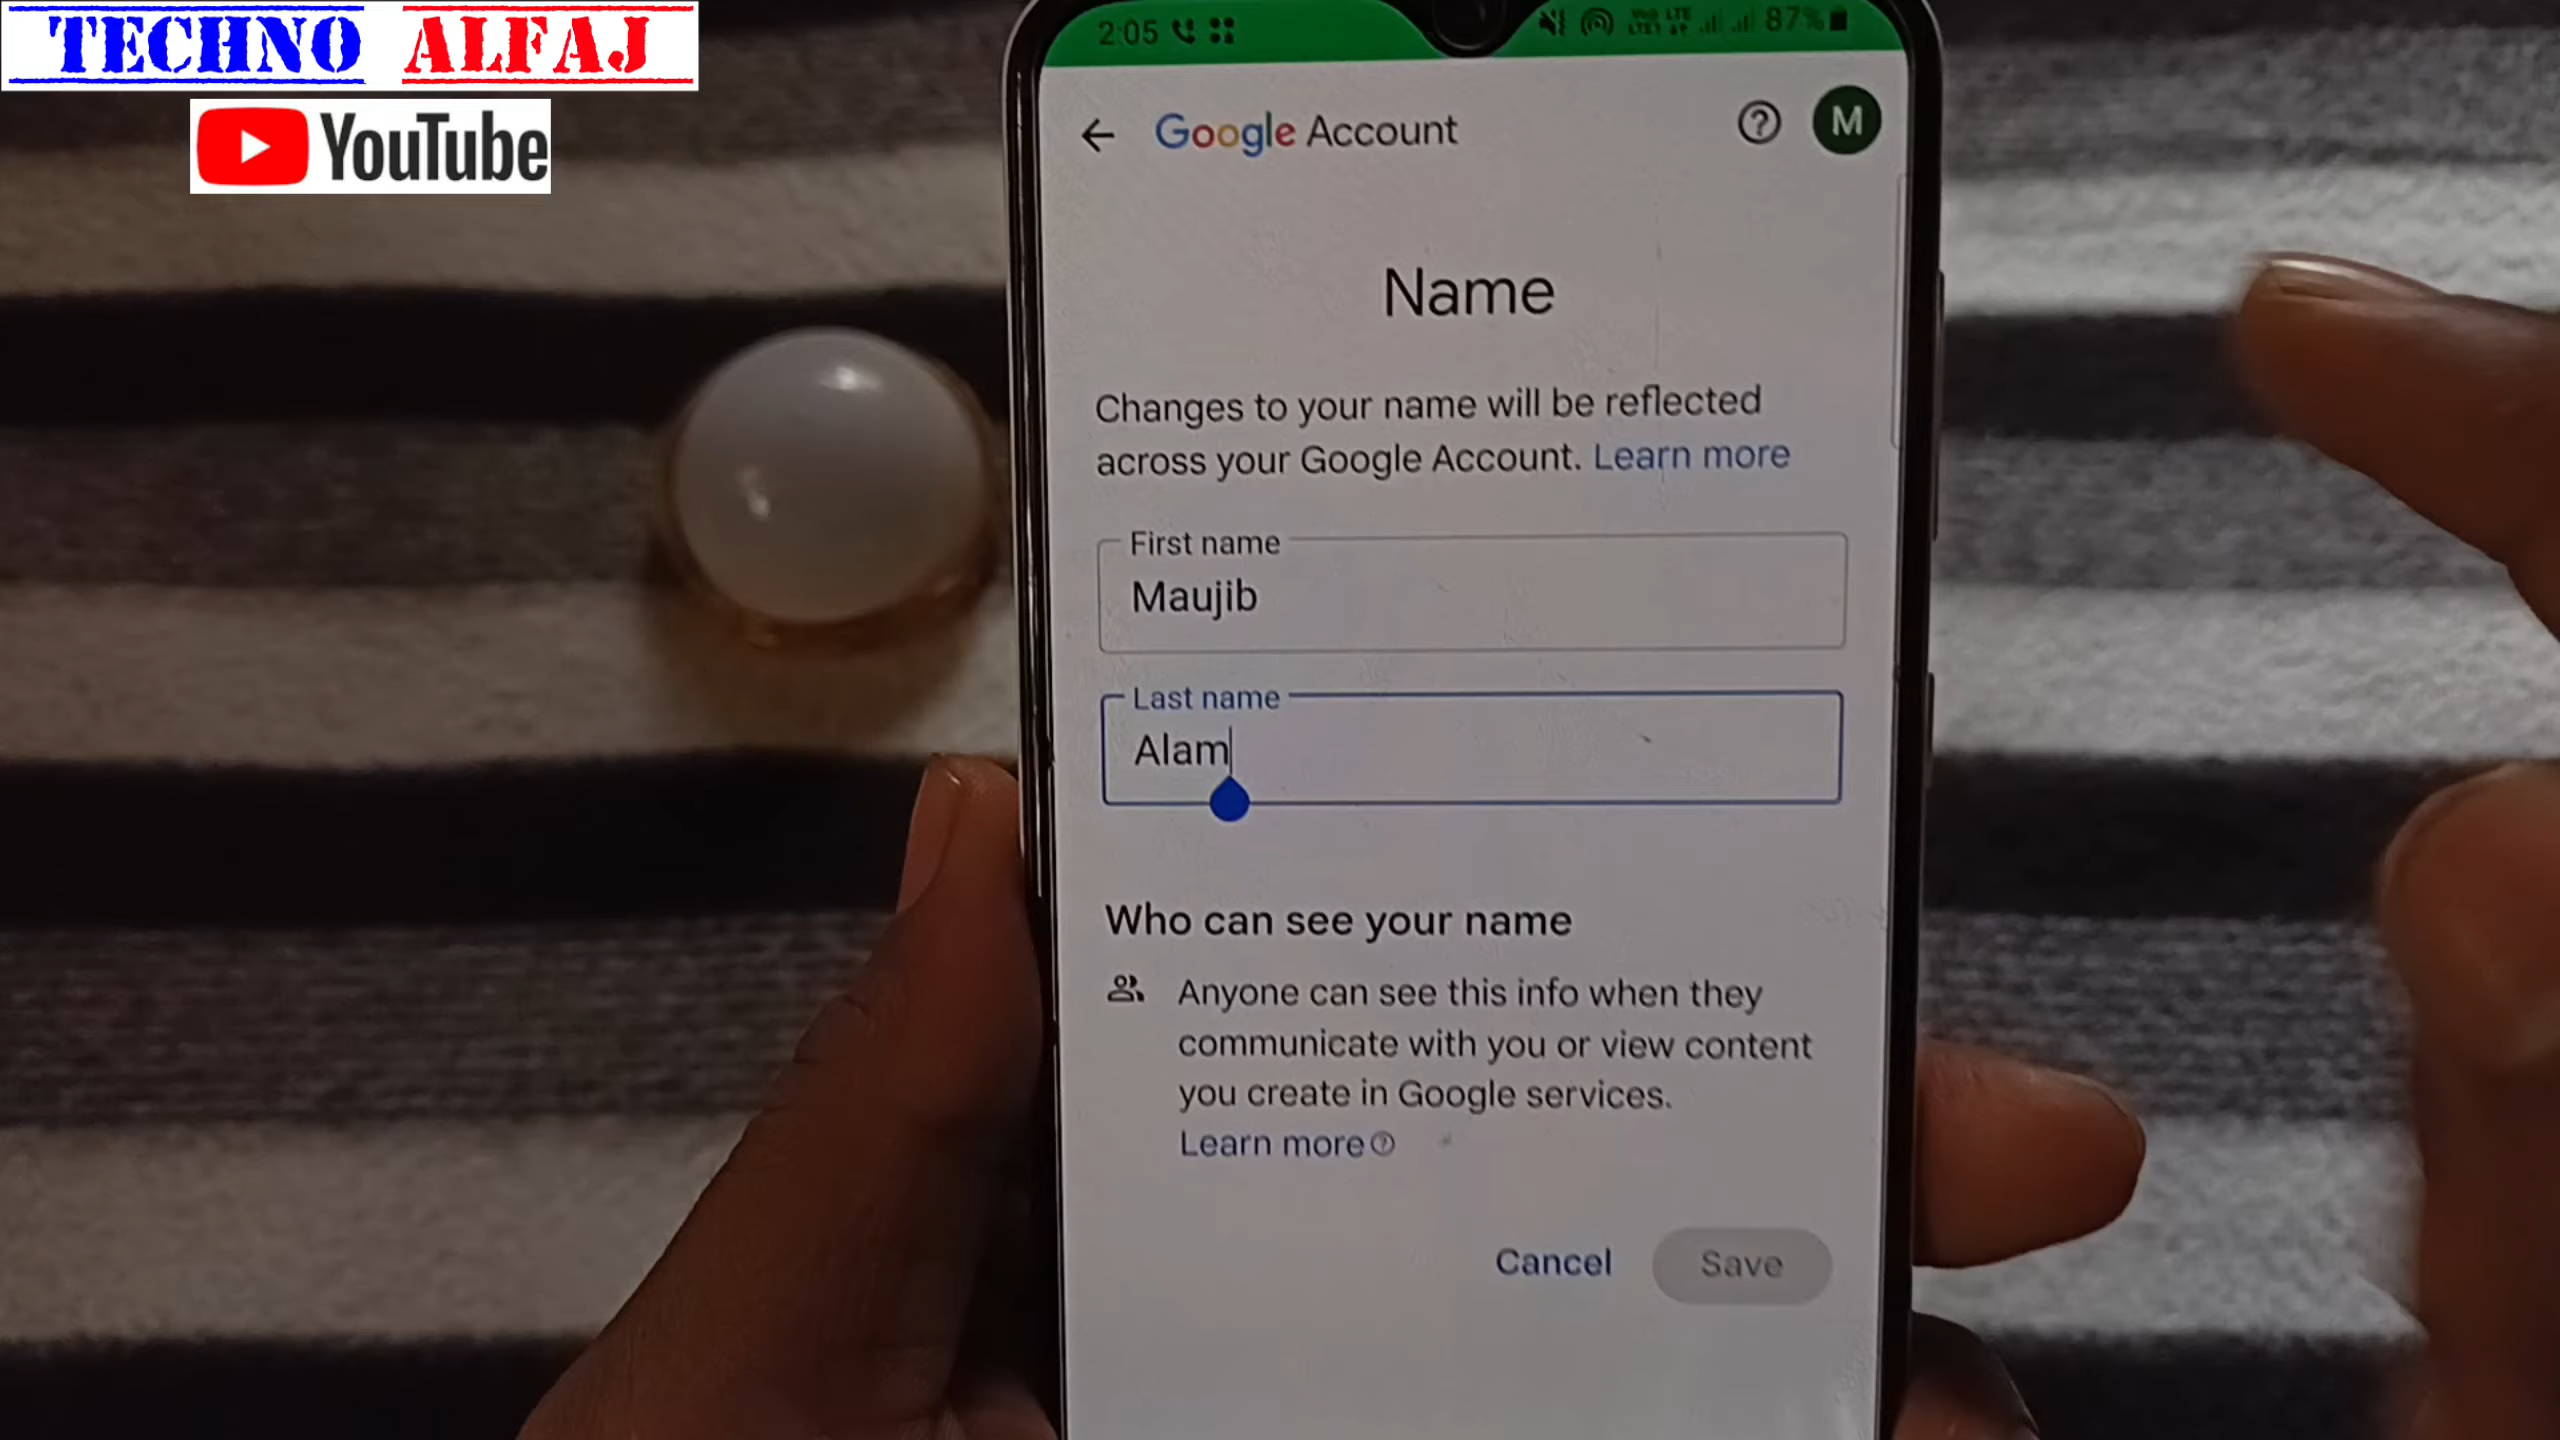 TECHNO ALFAJ
YouTube
2:05
87%
Google Account
M
Name
Changes to your name will be reflected
across your Google Account. Learn more
First name
Maujib
Last name
Alam
Who can see your name
Anyone can see this info when they
communicate with you or view content
you create in Google services.
Learn more
Cancel
Save